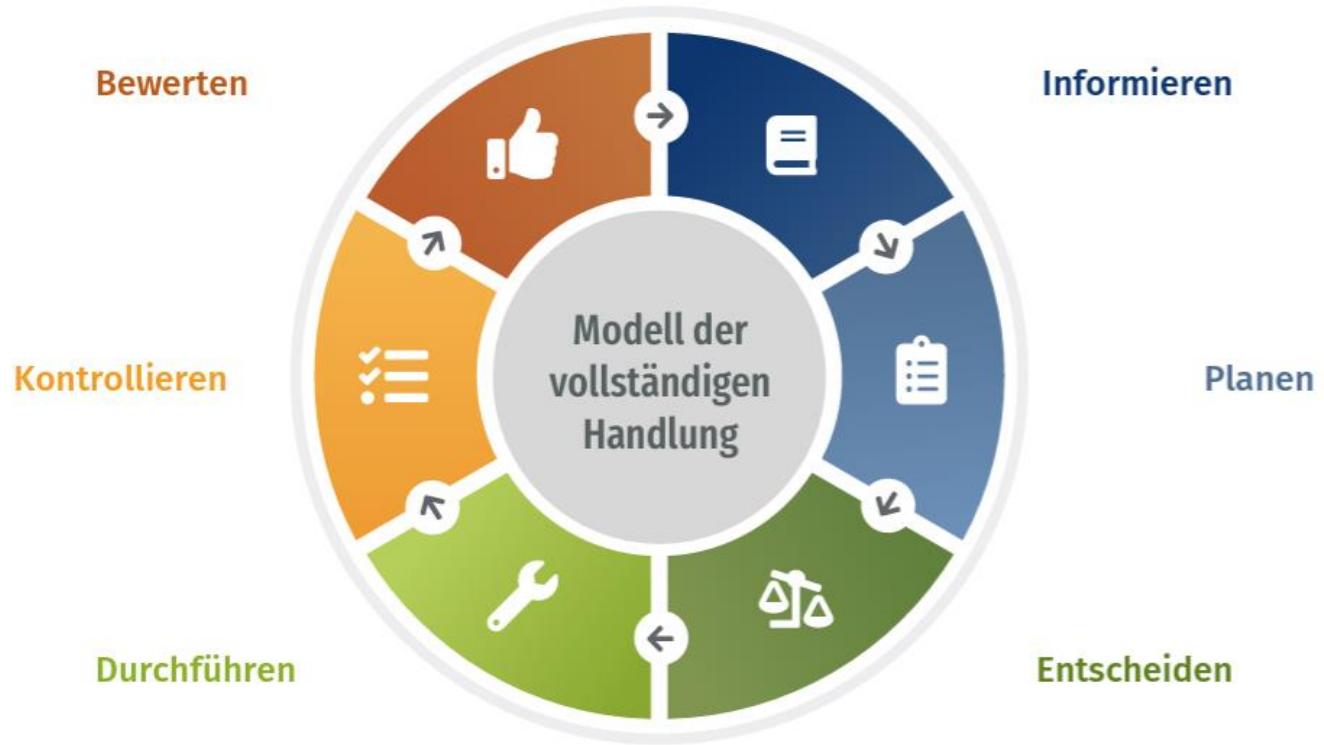 Bewerten
Informieren
Modell der
vollständigen
Handlung
Kontrollieren
Planen
Durchführen
Entscheiden